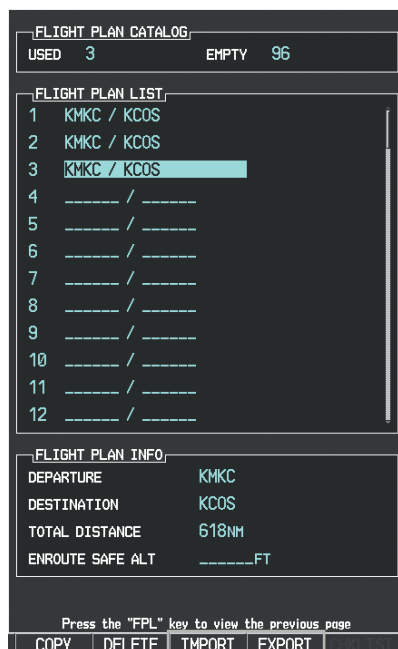 FLIGHT PLAN CATALOG
USED 3 EMPTY 96
FLIGHT PLAN LIST
1 KMKC / KCOS
2 KMKC / KCOS
3 KMKC / KCOS
4 ______ / ______
5 ______ / ______
6 ______ / ______
7 ______ / ______
8 ______ / ______
9 ______ / ______
10 ______ / ______
11 ______ / ______
12 ______ / ______
FLIGHT PLAN INFO
DEPARTURE KMKC
DESTINATION KCOS
TOTAL DISTANCE 618NM
ENROUTE SAFE ALT ______FT
Press the "FPL" key to view the previous page
COPY DELETE IMPORT EXPORT